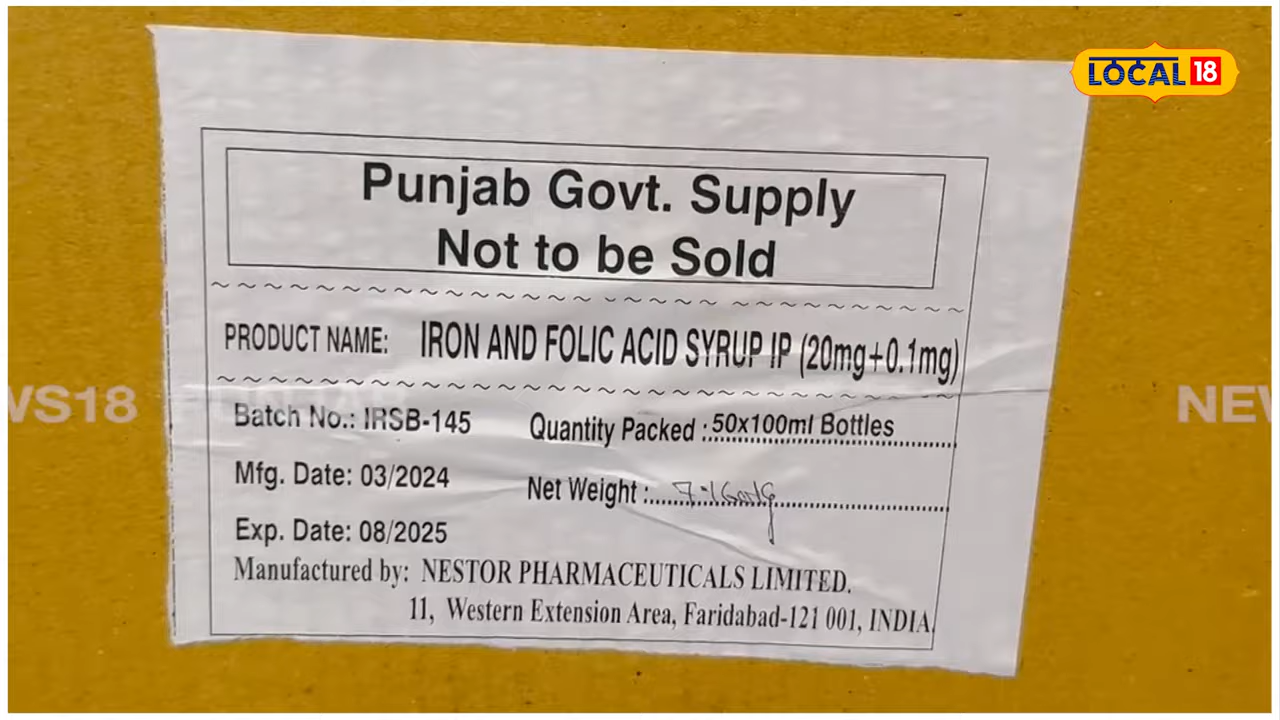 LOCAL 18
Punjab Govt. Supply
Not to be Sold
PRODUCT NAME: IRON AND FOLIC ACID SYRUP IP (20mg+0.1mg)
Batch No.: IRSB-145 Quantity Packed : 50x100ml Bottles
Mfg. Date: 03/2024 Net Weight :
Exp. Date: 08/2025
Manufactured by: NESTOR PHARMACEUTICALS LIMITED.
11, Western Extension Area, Faridabad-121 001, INDIA.